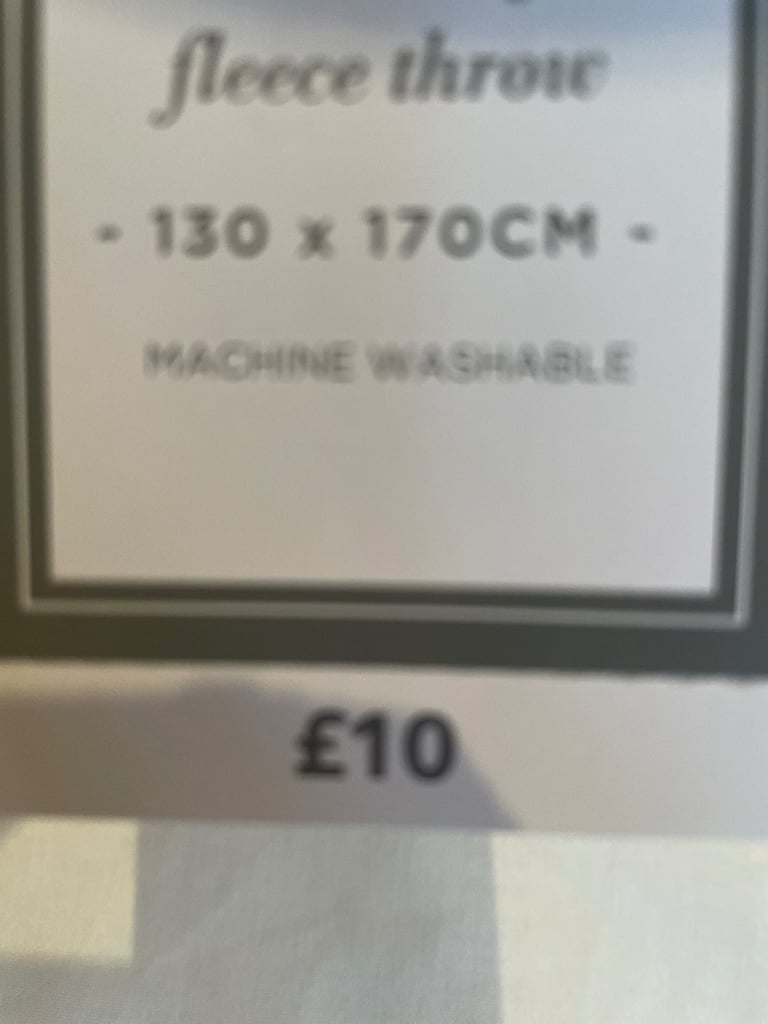 fleece throw
- 130 x 170CM -
MACHINE WASHABLE
£10